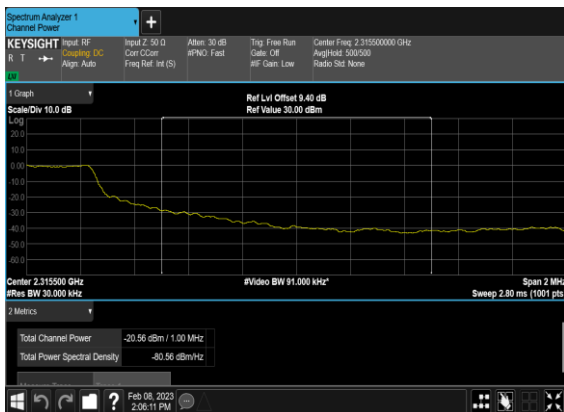 Spectrum Analyzer 1
Channel Power
+
KEYSIGHT
R T
LXI
Input: RF
Coupling: DC
Align: Auto
Input Z: 50 Ω
Corr CCorr
Freq Ref: Int (S)
Atten: 30 dB
#PNO: Fast
Trig: Free Run
Gate: Off
#IF Gain: Low
Center Freq: 2.315500000 GHz
Avg|Hold: 500/500
Radio Std: None
1 Graph
Scale/Div 10.0 dB
Ref Lvl Offset 9.40 dB
Ref Value 30.00 dBm
Log
20.0
10.0
0.00
-10.0
-20.0
-30.0
-40.0
-50.0
-60.0
Center 2.315500 GHz
#Res BW 30.000 kHz
#Video BW 91.000 kHz*
Span 2 MHz
Sweep 2.80 ms (1001 pts
2 Metrics
Total Channel Power -20.56 dBm / 1.00 MHz
Total Power Spectral Density -80.56 dBm/Hz
?
Feb 08, 2023
2:06:11 PM